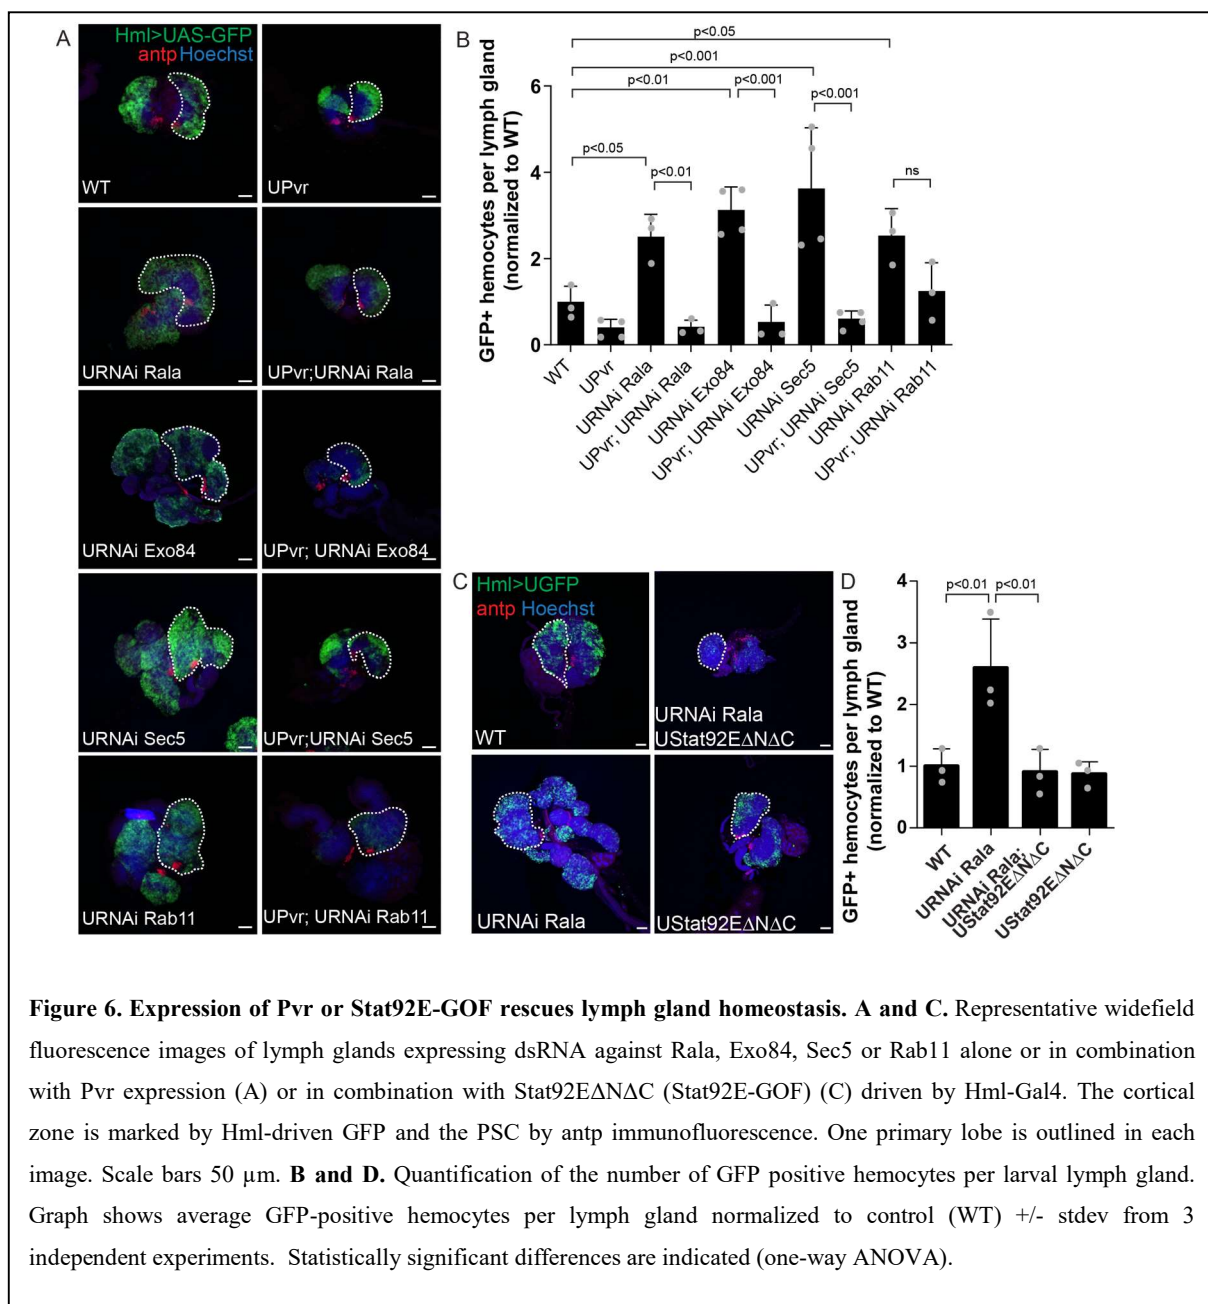 A
Hml>UAS-GFP
antp Hoechst
WT
UPvr
URNAi Rala
UPvr;URNAi Rala
URNAi Exo84
UPvr; URNAi Exo84
URNAi Sec5
UPvr;URNAi Sec5
URNAi Rab11
UPvr; URNAi Rab11
B
GFP+ hemocytes per lymph gland
(normalized to WT)
6
4
2
0
p<0.05
p<0.001
p<0.01
p<0.001
p<0.001
p<0.05
p<0.01
ns
WT
UPvr
URNAi Rala
UPvr; URNAi Rala
URNAi Exo84
UPvr; URNAi Exo84
URNAi Sec5
UPvr; URNAi Sec5
URNAi Rab11
UPvr; URNAi Rab11
C
Hml>UGFP
antp Hoechst
WT
URNAi Rala
UStat92EΔNΔC
URNAi Rala
UStat92EΔNΔC
D
GFP+ hemocytes per lymph gland
(normalized to WT)
4
3
2
1
0
p<0.01
p<0.01
WT
URNAi Rala
URNAi Rala;
UStat92EΔNΔC
UStat92EΔNΔC
Figure 6. Expression of Pvr or Stat92E-GOF rescues lymph gland homeostasis. A and C. Representative widefield
fluorescence images of lymph glands expressing dsRNA against Rala, Exo84, Sec5 or Rab11 alone or in combination
with Pvr expression (A) or in combination with Stat92EΔNΔC (Stat92E-GOF) (C) driven by Hml-Gal4. The cortical
zone is marked by Hml-driven GFP and the PSC by antp immunofluorescence. One primary lobe is outlined in each
image. Scale bars 50 µm. B and D. Quantification of the number of GFP positive hemocytes per larval lymph gland.
Graph shows average GFP-positive hemocytes per lymph gland normalized to control (WT) +/- stdev from 3
independent experiments. Statistically significant differences are indicated (one-way ANOVA).